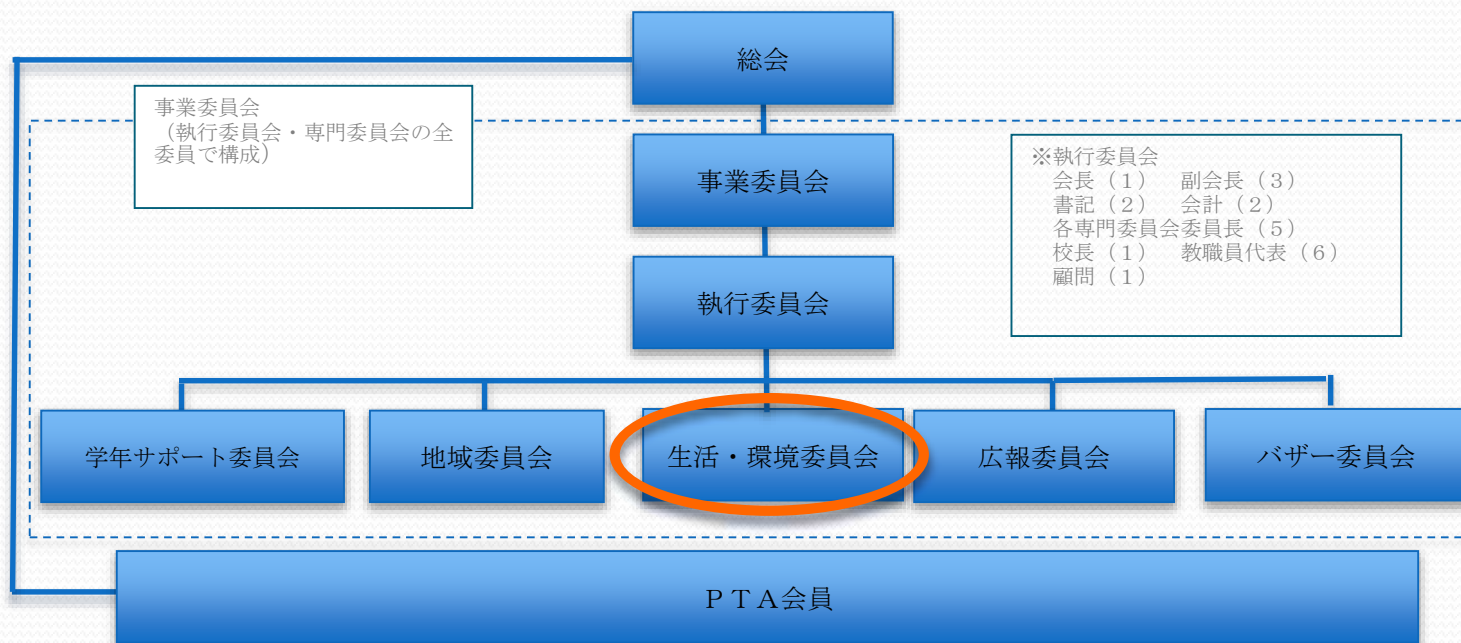 総会
事業委員会
（執行委員会・専門委員会の全
委員で構成）
事業委員会
※執行委員会
会長（１）　副会長（３）
書記（２）　会計（２）
各専門委員会委員長（５）
校長（１）　教職員代表（６）
顧問（１）
執行委員会
学年サポート委員会
地域委員会
生活・環境委員会
広報委員会
バザー委員会
ＰＴＡ会員